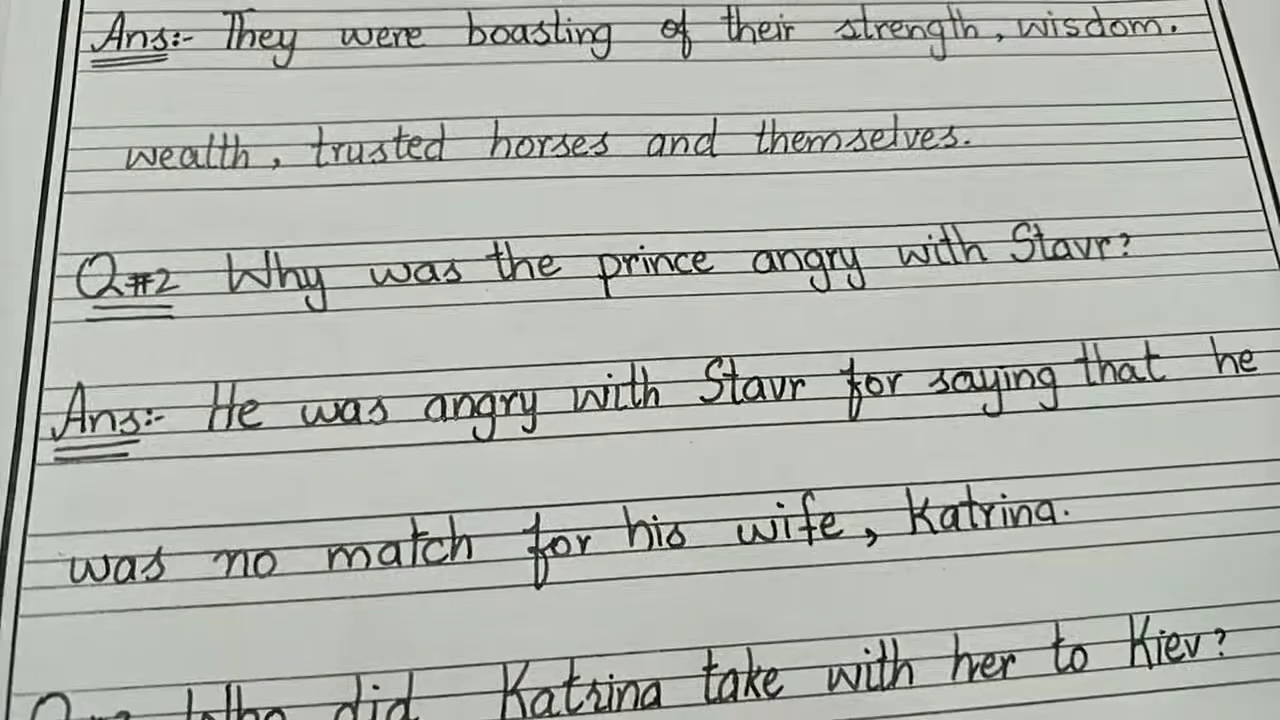 Ans:- They were boasting of their strength, wisdom.
wealth, trusted horses and themselves.
Q#2 Why was the prince angry with Stavr?
Ans:- He was angry with Stavr for saying that he
was no match for his wife, Katrina.
Who did Katrina take with her to Kiev?